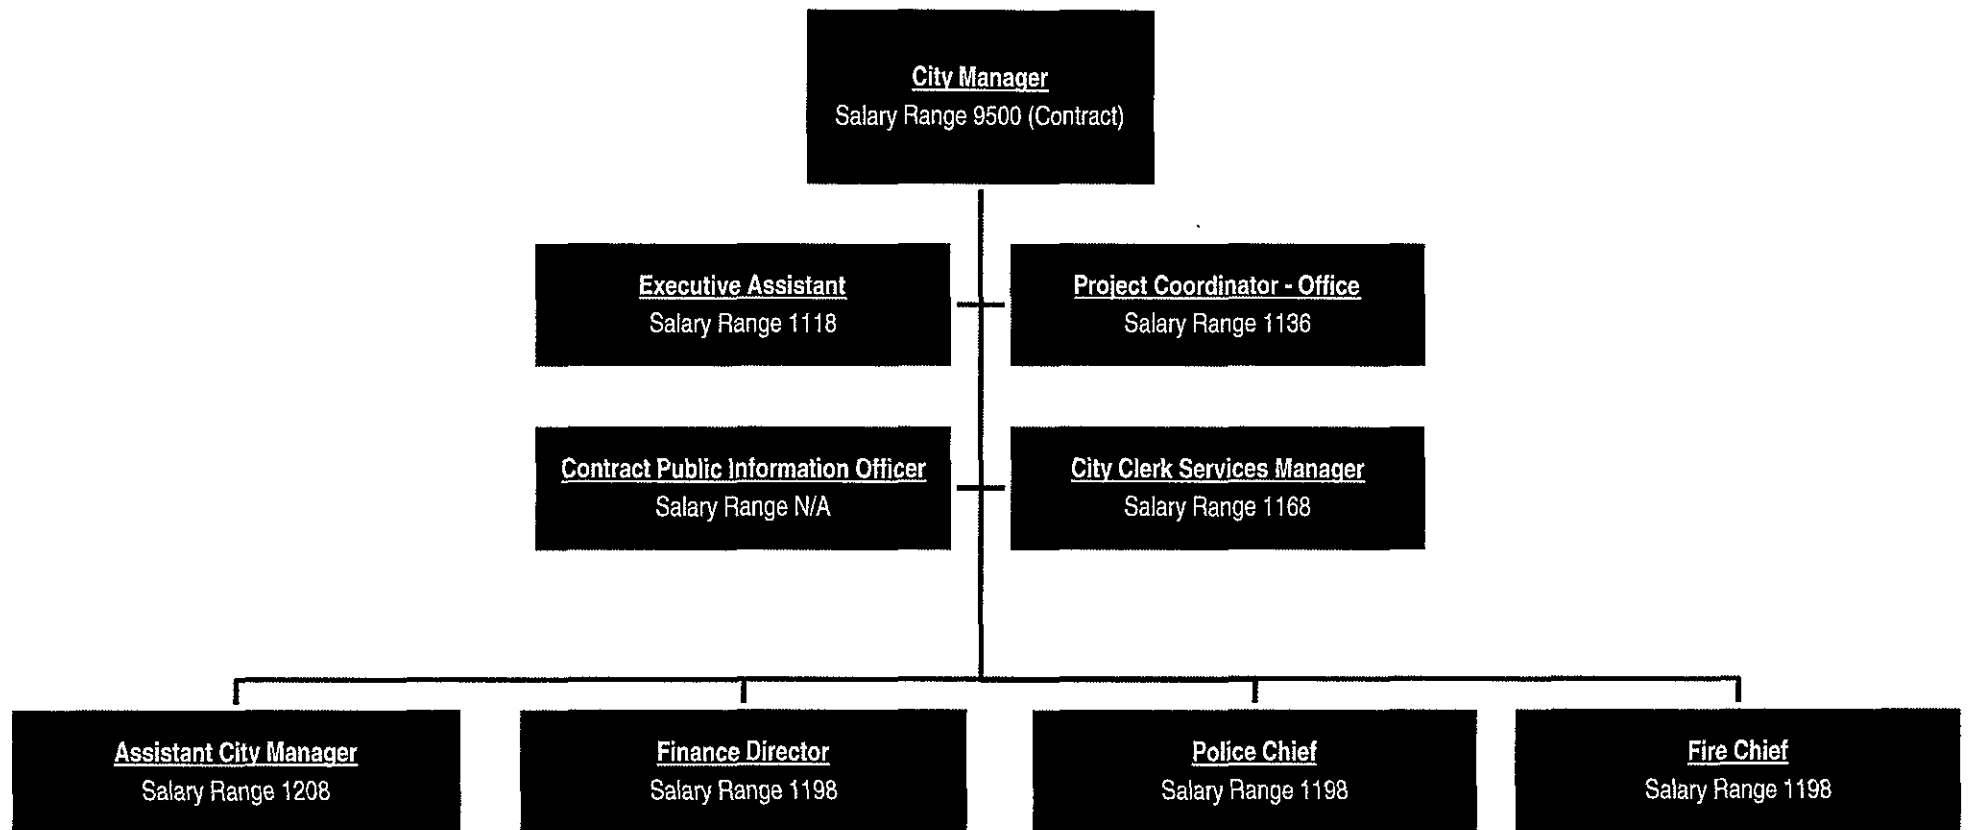 City Manager
Salary Range 9500 (Contract)
Executive Assistant
Salary Range 1118
Project Coordinator - Office
Salary Range 1136
Contract Public Information Officer
Salary Range N/A
City Clerk Services Manager
Salary Range 1168
Assistant City Manager
Salary Range 1208
Finance Director
Salary Range 1198
Police Chief
Salary Range 1198
Fire Chief
Salary Range 1198